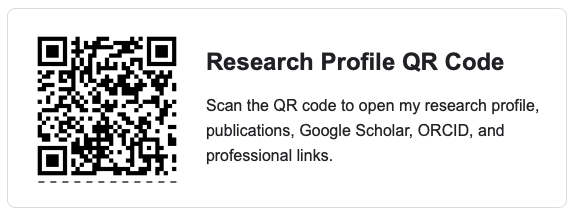 Research Profile QR Code
Scan the QR code to open my research profile,
publications, Google Scholar, ORCID, and
professional links.